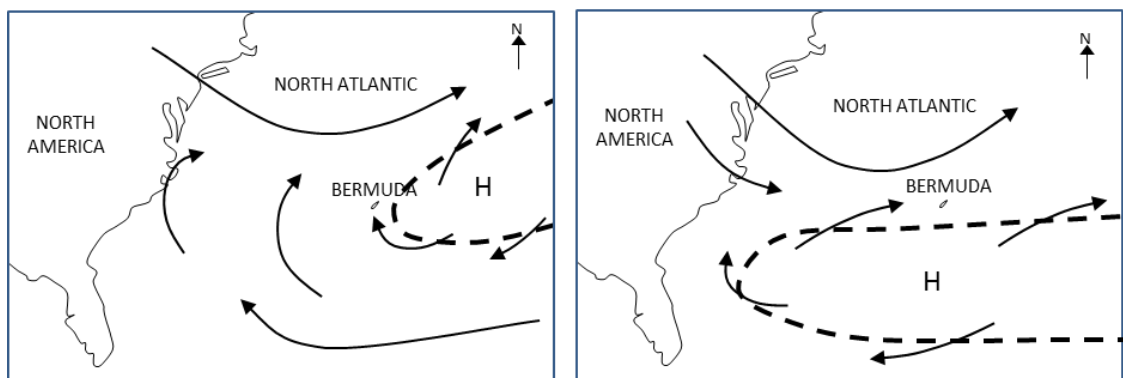 N
NORTH ATLANTIC
NORTH
AMERICA
BERMUDA
H
N
NORTH ATLANTIC
NORTH
AMERICA
BERMUDA
H